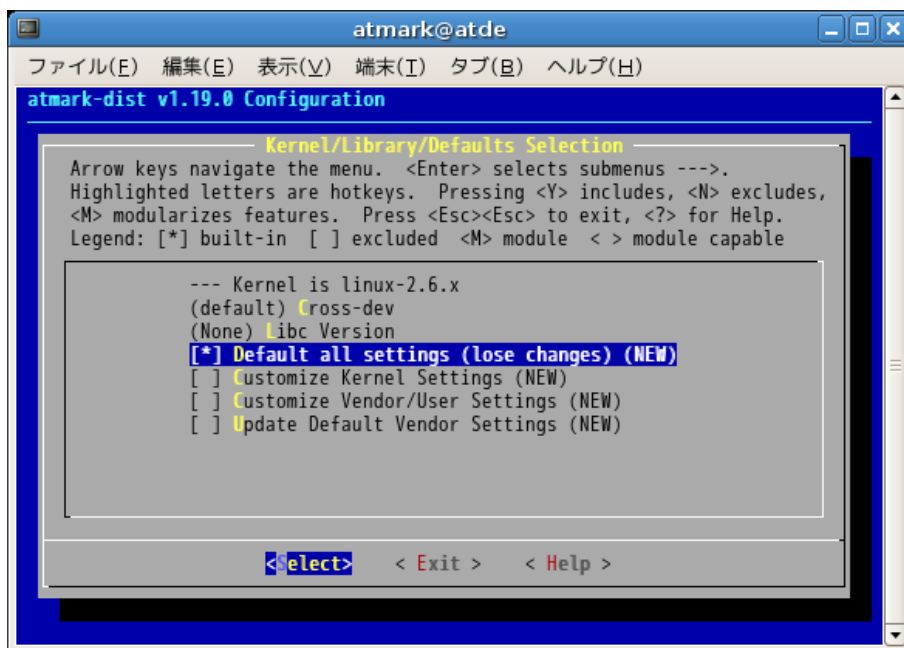 atmark@atde
ファイル(F) 編集(E) 表示(V) 端末(T) タブ(B) ヘルプ(H)
atmark-dist v1.19.0 Configuration
Kernel/Library/Defaults Selection
Arrow keys navigate the menu. <Enter> selects submenus --->.
Highlighted letters are hotkeys. Pressing <Y> includes, <N> excludes,
<M> modularizes features. Press <Esc><Esc> to exit, <?> for Help.
Legend: [*] built-in [ ] excluded <M> module < > module capable
--- Kernel is linux-2.6.x
(default) Cross-dev
(None) Libc Version
[*] Default all settings (lose changes) (NEW)
[ ] Customize Kernel Settings (NEW)
[ ] Customize Vendor/User Settings (NEW)
[ ] Update Default Vendor Settings (NEW)
<Select> < Exit > < Help >